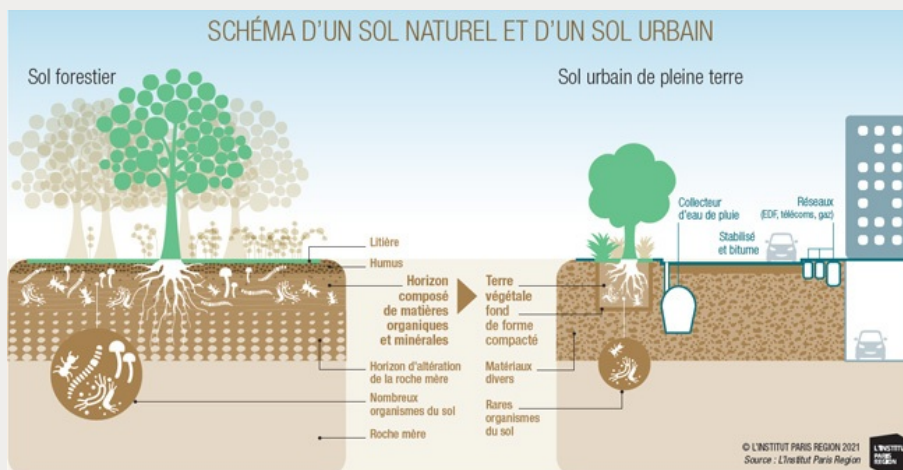 SCHÉMA D'UN SOL NATUREL ET D'UN SOL URBAIN
Sol forestier
Litière
Humus
Horizon
composé
de matières
organiques
et minérales
Horizon d'altération
de la roche mère
Nombreux
organismes du sol
Roche mère
Sol urbain de pleine terre
Collecteur
d'eau de pluie
Réseaux
(EDF, télécoms, gaz)
Stabilisé
et bitume
Terre
végétale
fond
de forme
compacté
Matériaux
divers
Rares
organismes
du sol
© L'INSTITUT PARIS REGION 2021
Source : L'Institut Paris Region
L'INSTITUT
PARIS
REGION